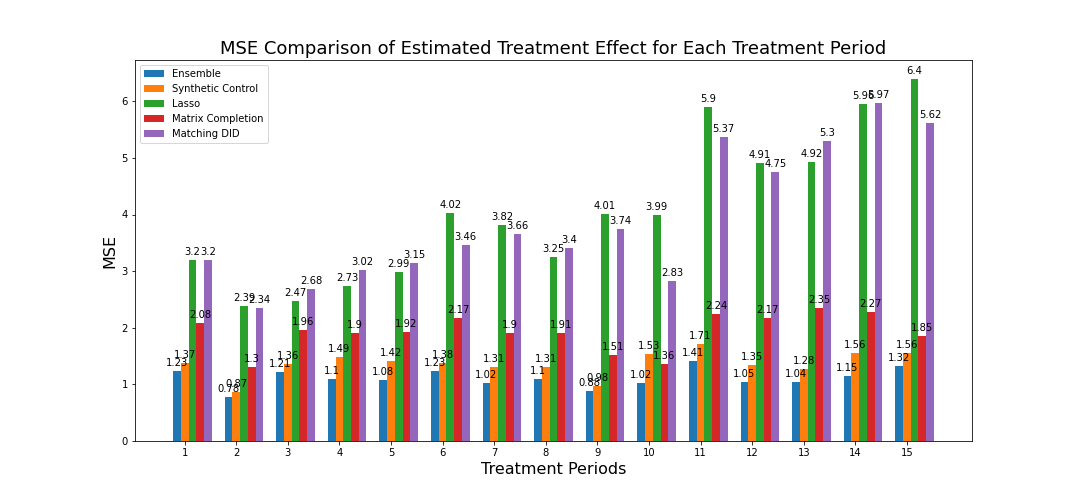 MSE Comparison of Estimated Treatment Effect for Each Treatment Period
Ensemble
Synthetic Control
Lasso
Matrix Completion
Matching DID
MSE
6
5
4
3
2
1
0
1.23 1.37 3.2 2.08 3.2
0.78 0.87 2.39 1.3 2.34
1.21 1.36 2.47 1.96 2.68
1.1 1.49 2.73 1.9 3.02
1.08 1.42 2.99 1.92 3.15
1.23 1.38 4.02 2.17 3.46
1.02 1.31 3.82 1.9 3.66
1.1 1.31 3.25 1.91 3.4
0.88 0.98 4.01 1.51 3.74
1.02 1.53 3.99 1.36 2.83
1.41 1.71 5.9 2.24 5.37
1.05 1.35 4.91 2.17 4.75
1.04 1.28 4.92 2.35 5.3
1.15 1.56 5.96 2.27 5.97
1.32 1.56 6.4 1.85 5.62
1 2 3 4 5 6 7 8 9 10 11 12 13 14 15
Treatment Periods